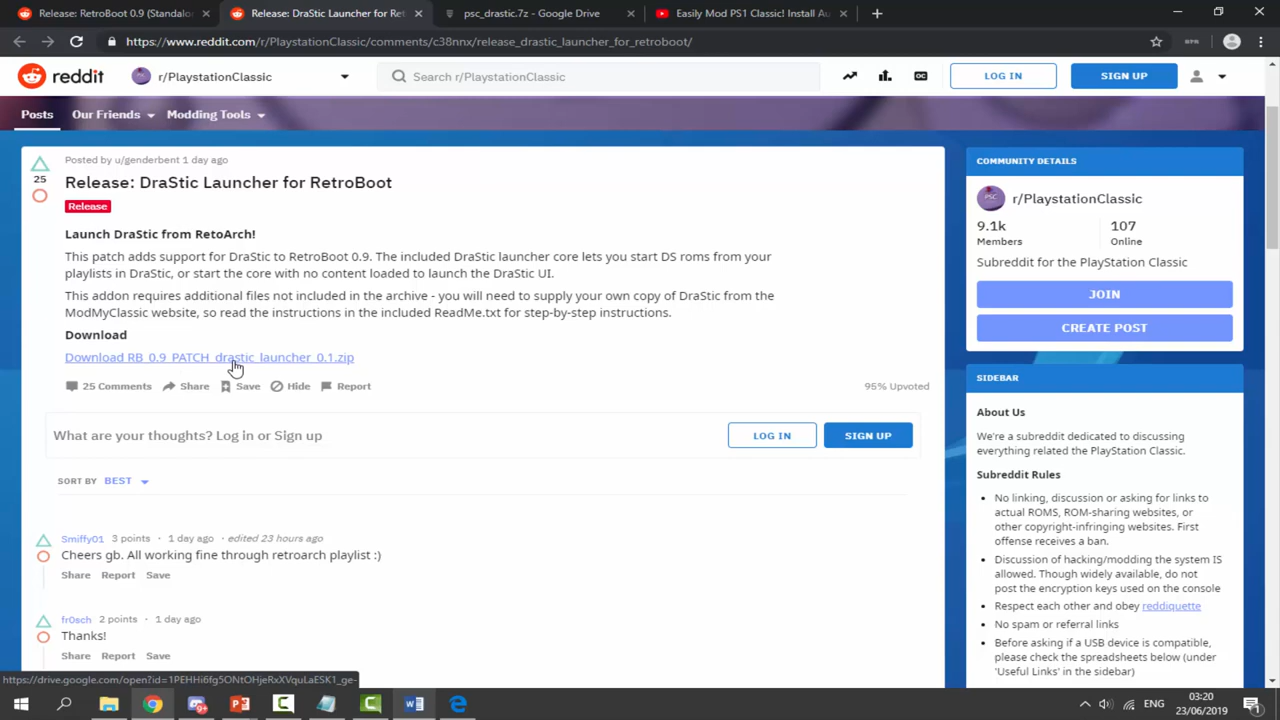 RetroBoot 0.9 (Standalon
Release: DraStic Launcher for Ret
psc_drastic.7z - Google Drive
Easily Mod PS1 Classic! Install Au
https://www.reddit.com/r/PlaystationClassic/comments/c38nnx/release_drastic_launcher_for_retroboot/
reddit
r/PlaystationClassic
Search r/PlaystationClassic
LOG IN
SIGN UP
Posts
Our Friends
Modding Tools
Posted by u/genderbent 1 day ago
25
Release: DraStic Launcher for RetroBoot
Release
Launch DraStic from RetoArch!
This patch adds support for DraStic to RetroBoot 0.9. The included DraStic launcher core lets you start DS roms from your
playlists in DraStic, or start the core with no content loaded to launch the DraStic UI.
This addon requires additional files not included in the archive - you will need to supply your own copy of DraStic from the
ModMyClassic website, so read the instructions in the included ReadMe.txt for step-by-step instructions.
Download
Download RB_0.9_PATCH_drastic_launcher_0.1.zip
25 Comments
Share
Save
Hide
Report
95% Upvoted
What are your thoughts? Log in or Sign up
LOG IN
SIGN UP
SORT BY BEST
Smiffy01 3 points · 1 day ago · edited 23 hours ago
Cheers gb. All working fine through retroarch playlist :)
Share Report Save
fr0sch 2 points · 1 day ago
Thanks!
Share Report Save
COMMUNITY DETAILS
r/PlaystationClassic
9.1k 107
Members Online
Subreddit for the PlayStation Classic
JOIN
CREATE POST
SIDEBAR
About Us
We're a subreddit dedicated to discussing
everything related the PlayStation Classic.
Subreddit Rules
No linking, discussion or asking for links to
actual ROMS, ROM-sharing websites, or
other copyright-infringing websites. First
offense receives a ban.
Discussion of hacking/modding the system IS
allowed. Though widely available, do not
post the encryption keys used on the console
Respect each other and obey reddiquette
No spam or referral links
Before asking if a USB device is compatible,
please check the spreadsheets below (under
'Useful Links' in the sidebar)
ENG
03:20
23/06/2019